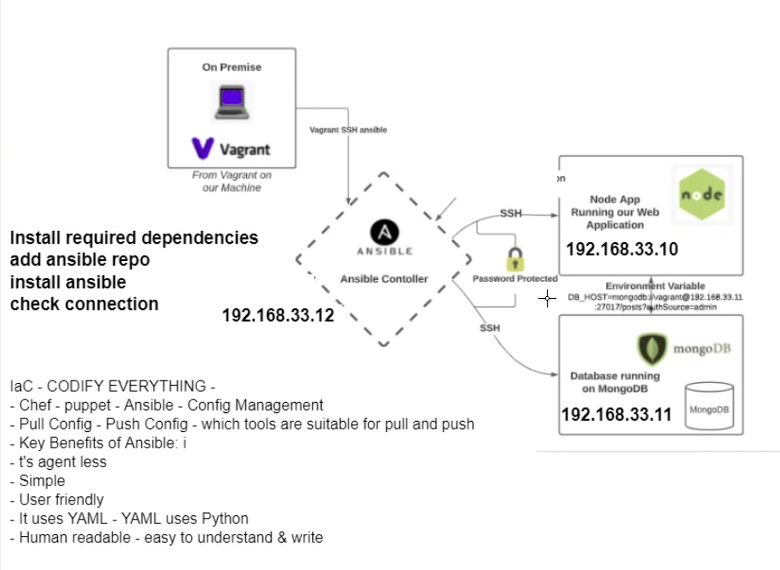 On Premise
Vagrant
From Vagrant on
our Machine
Vagrant SSH ansible
ANSIBLE
Ansible Contoller
192.168.33.12
Install required dependencies
add ansible repo
install ansible
check connection
SSH
Password Protected
SSH
on
node
Node App
Running our Web
Application
192.168.33.10
Environment Variable
DB_HOST=mongodb://vagrant@192.168.33.11
:27017/posts?authSource=admin
mongoDB
Database running
on MongoDB
192.168.33.11
MongoDB
IaC - CODIFY EVERYTHING -
- Chef - puppet - Ansible - Config Management
- Pull Config - Push Config - which tools are suitable for pull and push
- Key Benefits of Ansible: i
- t's agent less
- Simple
- User friendly
- It uses YAML - YAML uses Python
- Human readable - easy to understand & write